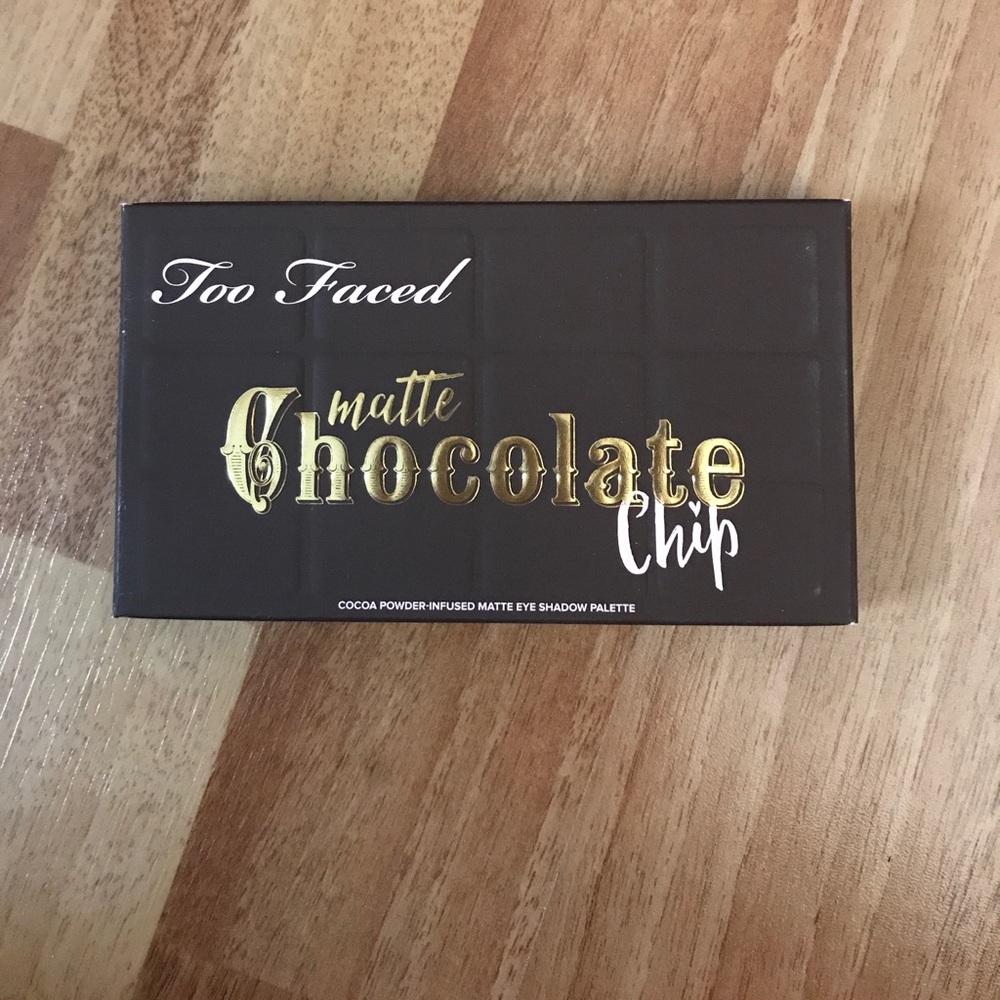 Too Faced
matte
Chocolate
Chip
COCOA POWDER-INFUSED MATTE EYE SHADOW PALETTE